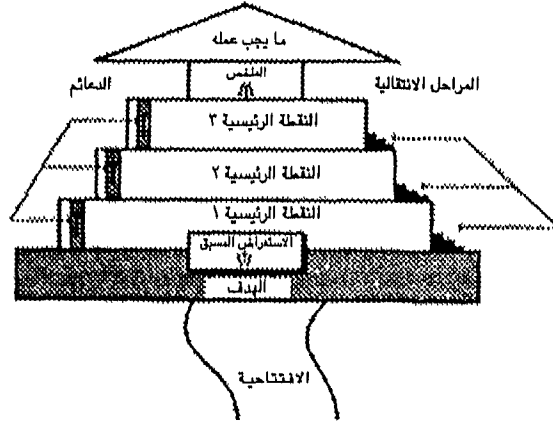 ما يجب عمله
الملخص
المراحل الانتقالية
الدعائم
النقطة الرئيسية ٣
النقطة الرئيسية ٢
النقطة الرئيسية ١
الاستعراض المسبق
الهدف
الافتتاحية